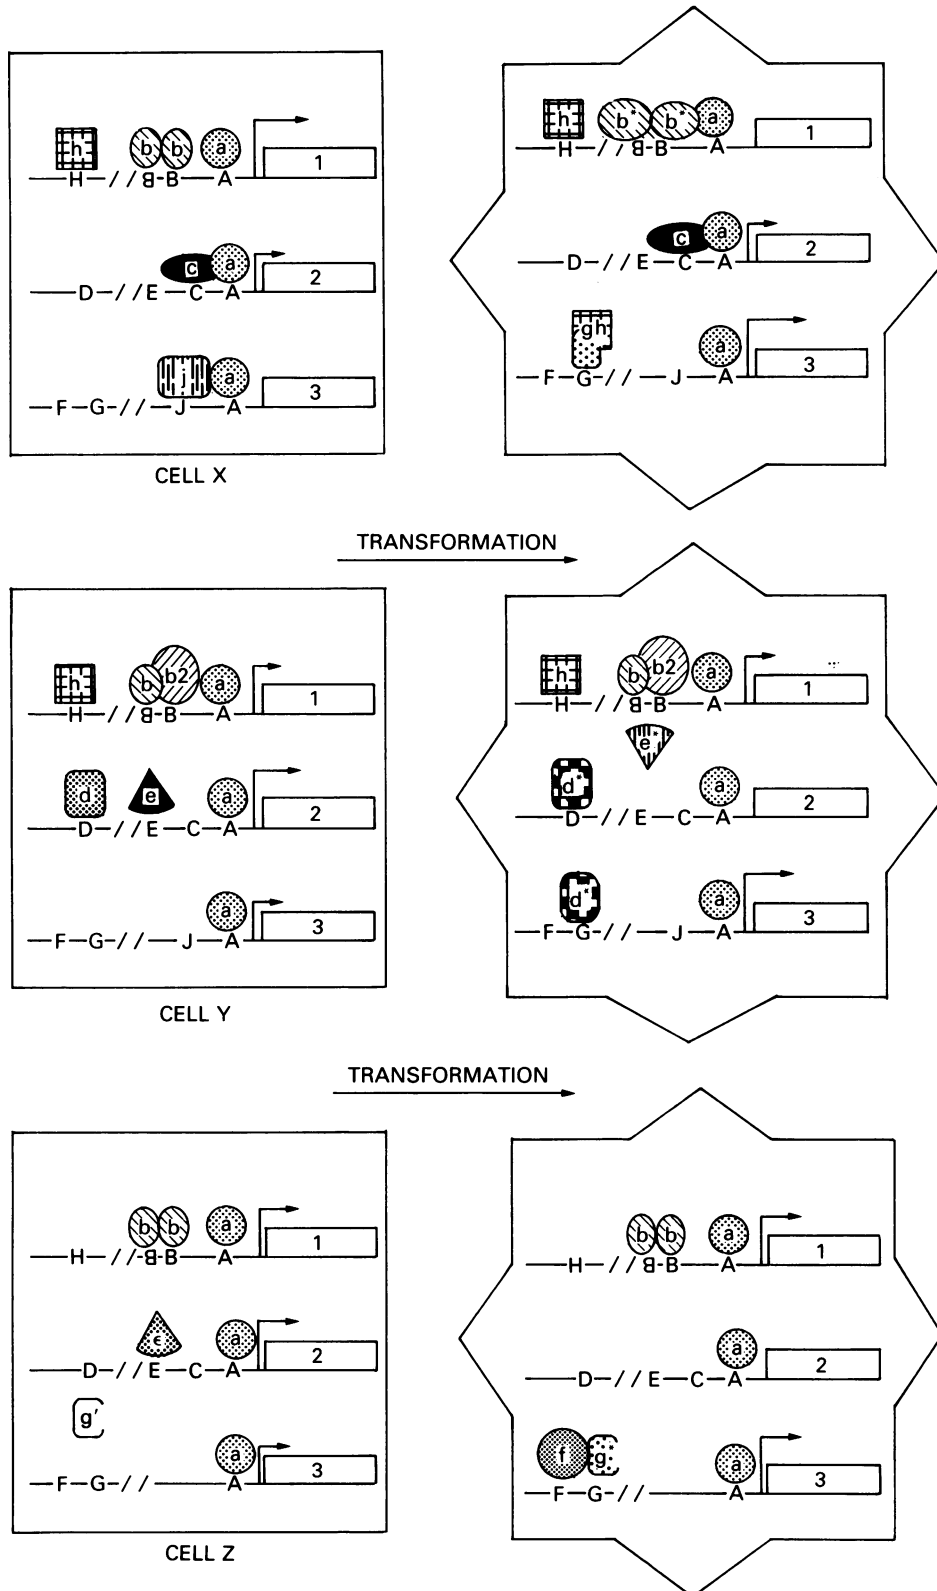 h b b a
H // ᗺ-B A 1
c a
D // E C A 2
j a
F G // J A 3
CELL X
h b* b* a
H // ᗺ-B A 1
c a
D // E C A 2
gh a
F G // J A 3
TRANSFORMATION
h b b2 a
H // ᗺ-B A 1
d e a
D // E C A 2
a
F G // J A 3
CELL Y
h b b2 a
H // ᗺ-B A 1
e*
d* a
D // E C A 2
d* a
F G // J A 3
TRANSFORMATION
b b a
H // ᗺ-B A 1
ϵ a
D // E C A 2
g′
a
F G // A 3
CELL Z
b b a
H // ᗺ-B A 1
a
D // E C A 2
f g a
F G // A 3